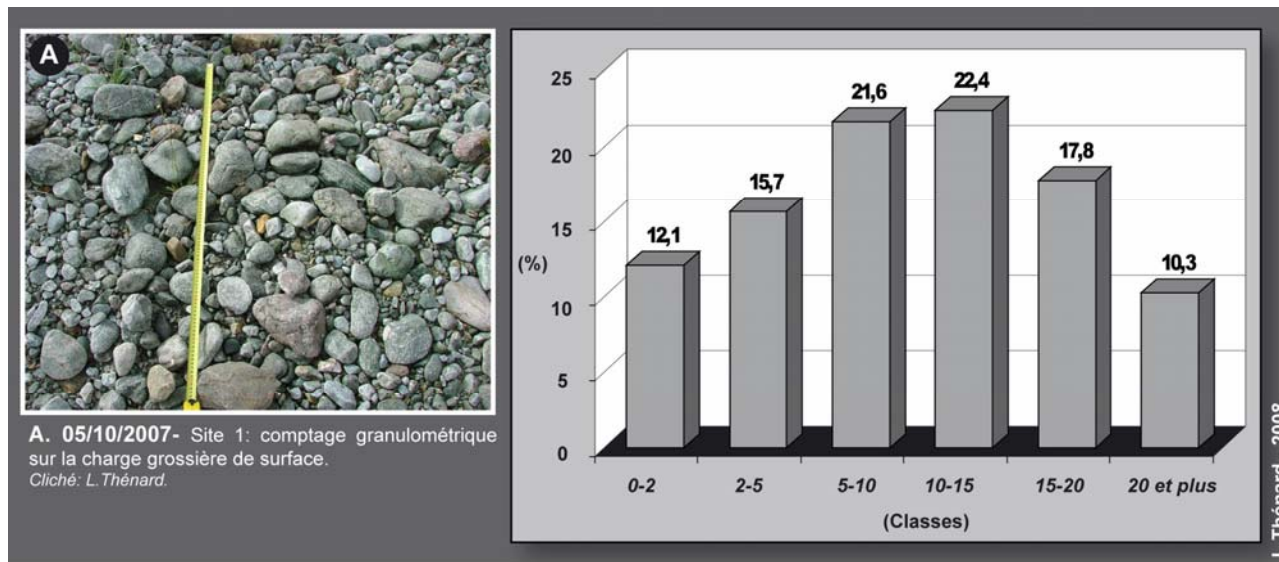 A
A. 05/10/2007- Site 1: comptage granulométrique
sur la charge grossière de surface.
Cliché: L.Thénard.
(%)
25
20
15
10
5
0
12,1
15,7
21,6
22,4
17,8
10,3
0-2
2-5
5-10
10-15
15-20
20 et plus
(Classes)
L.Thénard, 2008